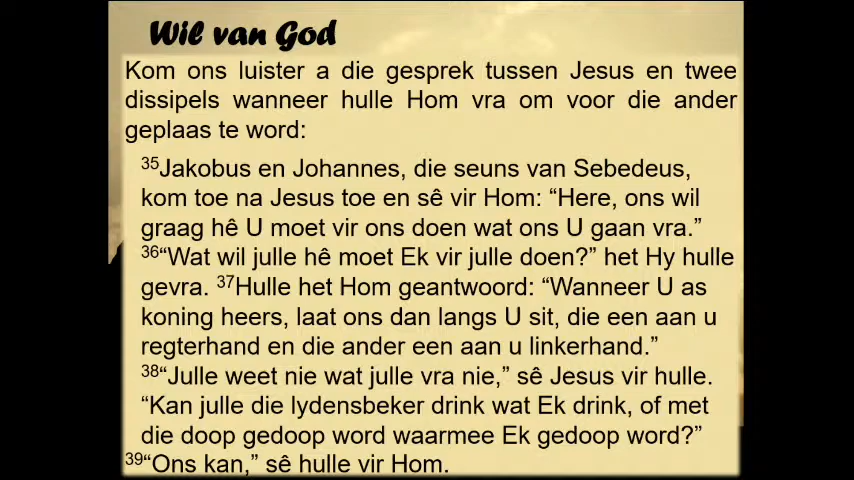 Wil van God
Kom ons luister a die gesprek tussen Jesus en twee
dissipels wanneer hulle Hom vra om voor die ander
geplaas te word:
³⁵Jakobus en Johannes, die seuns van Sebedeus,
kom toe na Jesus toe en sê vir Hom: “Here, ons wil
graag hê U moet vir ons doen wat ons U gaan vra.”
³⁶“Wat wil julle hê moet Ek vir julle doen?” het Hy hulle
gevra. ³⁷Hulle het Hom geantwoord: “Wanneer U as
koning heers, laat ons dan langs U sit, die een aan u
regterhand en die ander een aan u linkerhand.”
³⁸“Julle weet nie wat julle vra nie,” sê Jesus vir hulle.
“Kan julle die lydensbeker drink wat Ek drink, of met
die doop gedoop word waarmee Ek gedoop word?”
³⁹“Ons kan,” sê hulle vir Hom.